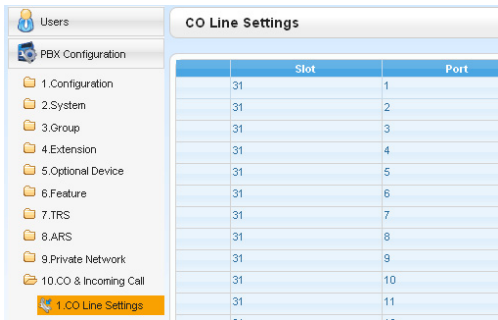 Users
PBX Configuration
1.Configuration
2.System
3.Group
4.Extension
5.Optional Device
6.Feature
7.TRS
8.ARS
9.Private Network
10.CO & Incoming Call
1.CO Line Settings
CO Line Settings
Slot Port
31 1
31 2
31 3
31 4
31 5
31 6
31 7
31 8
31 9
31 10
31 11